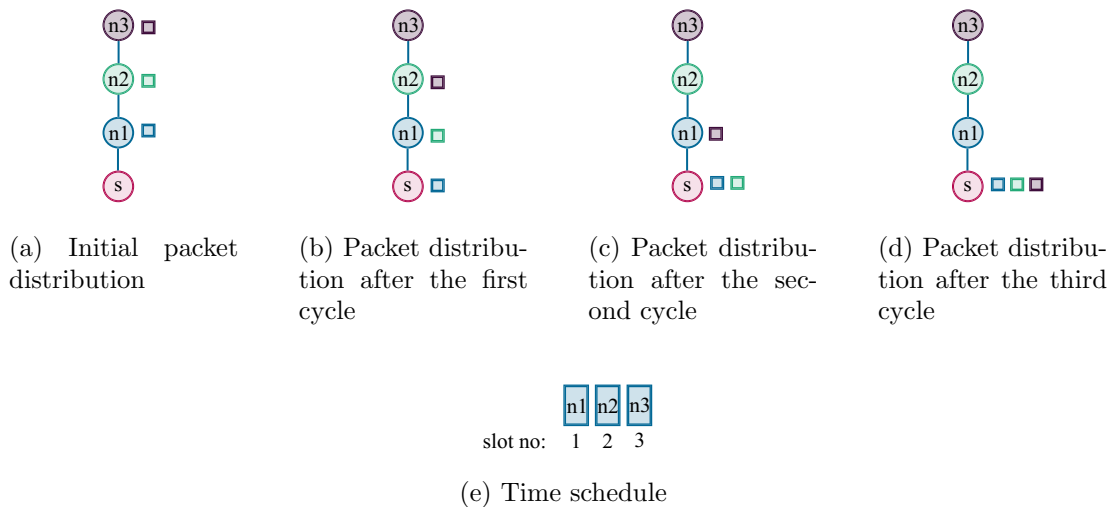 n3
n2
n1
s
(a) Initial packet
distribution
n3
n2
n1
s
(b) Packet distribu-
tion after the first
cycle
n3
n2
n1
s
(c) Packet distribu-
tion after the sec-
ond cycle
n3
n2
n1
s
(d) Packet distribu-
tion after the third
cycle
n1 n2 n3
slot no: 1 2 3
(e) Time schedule